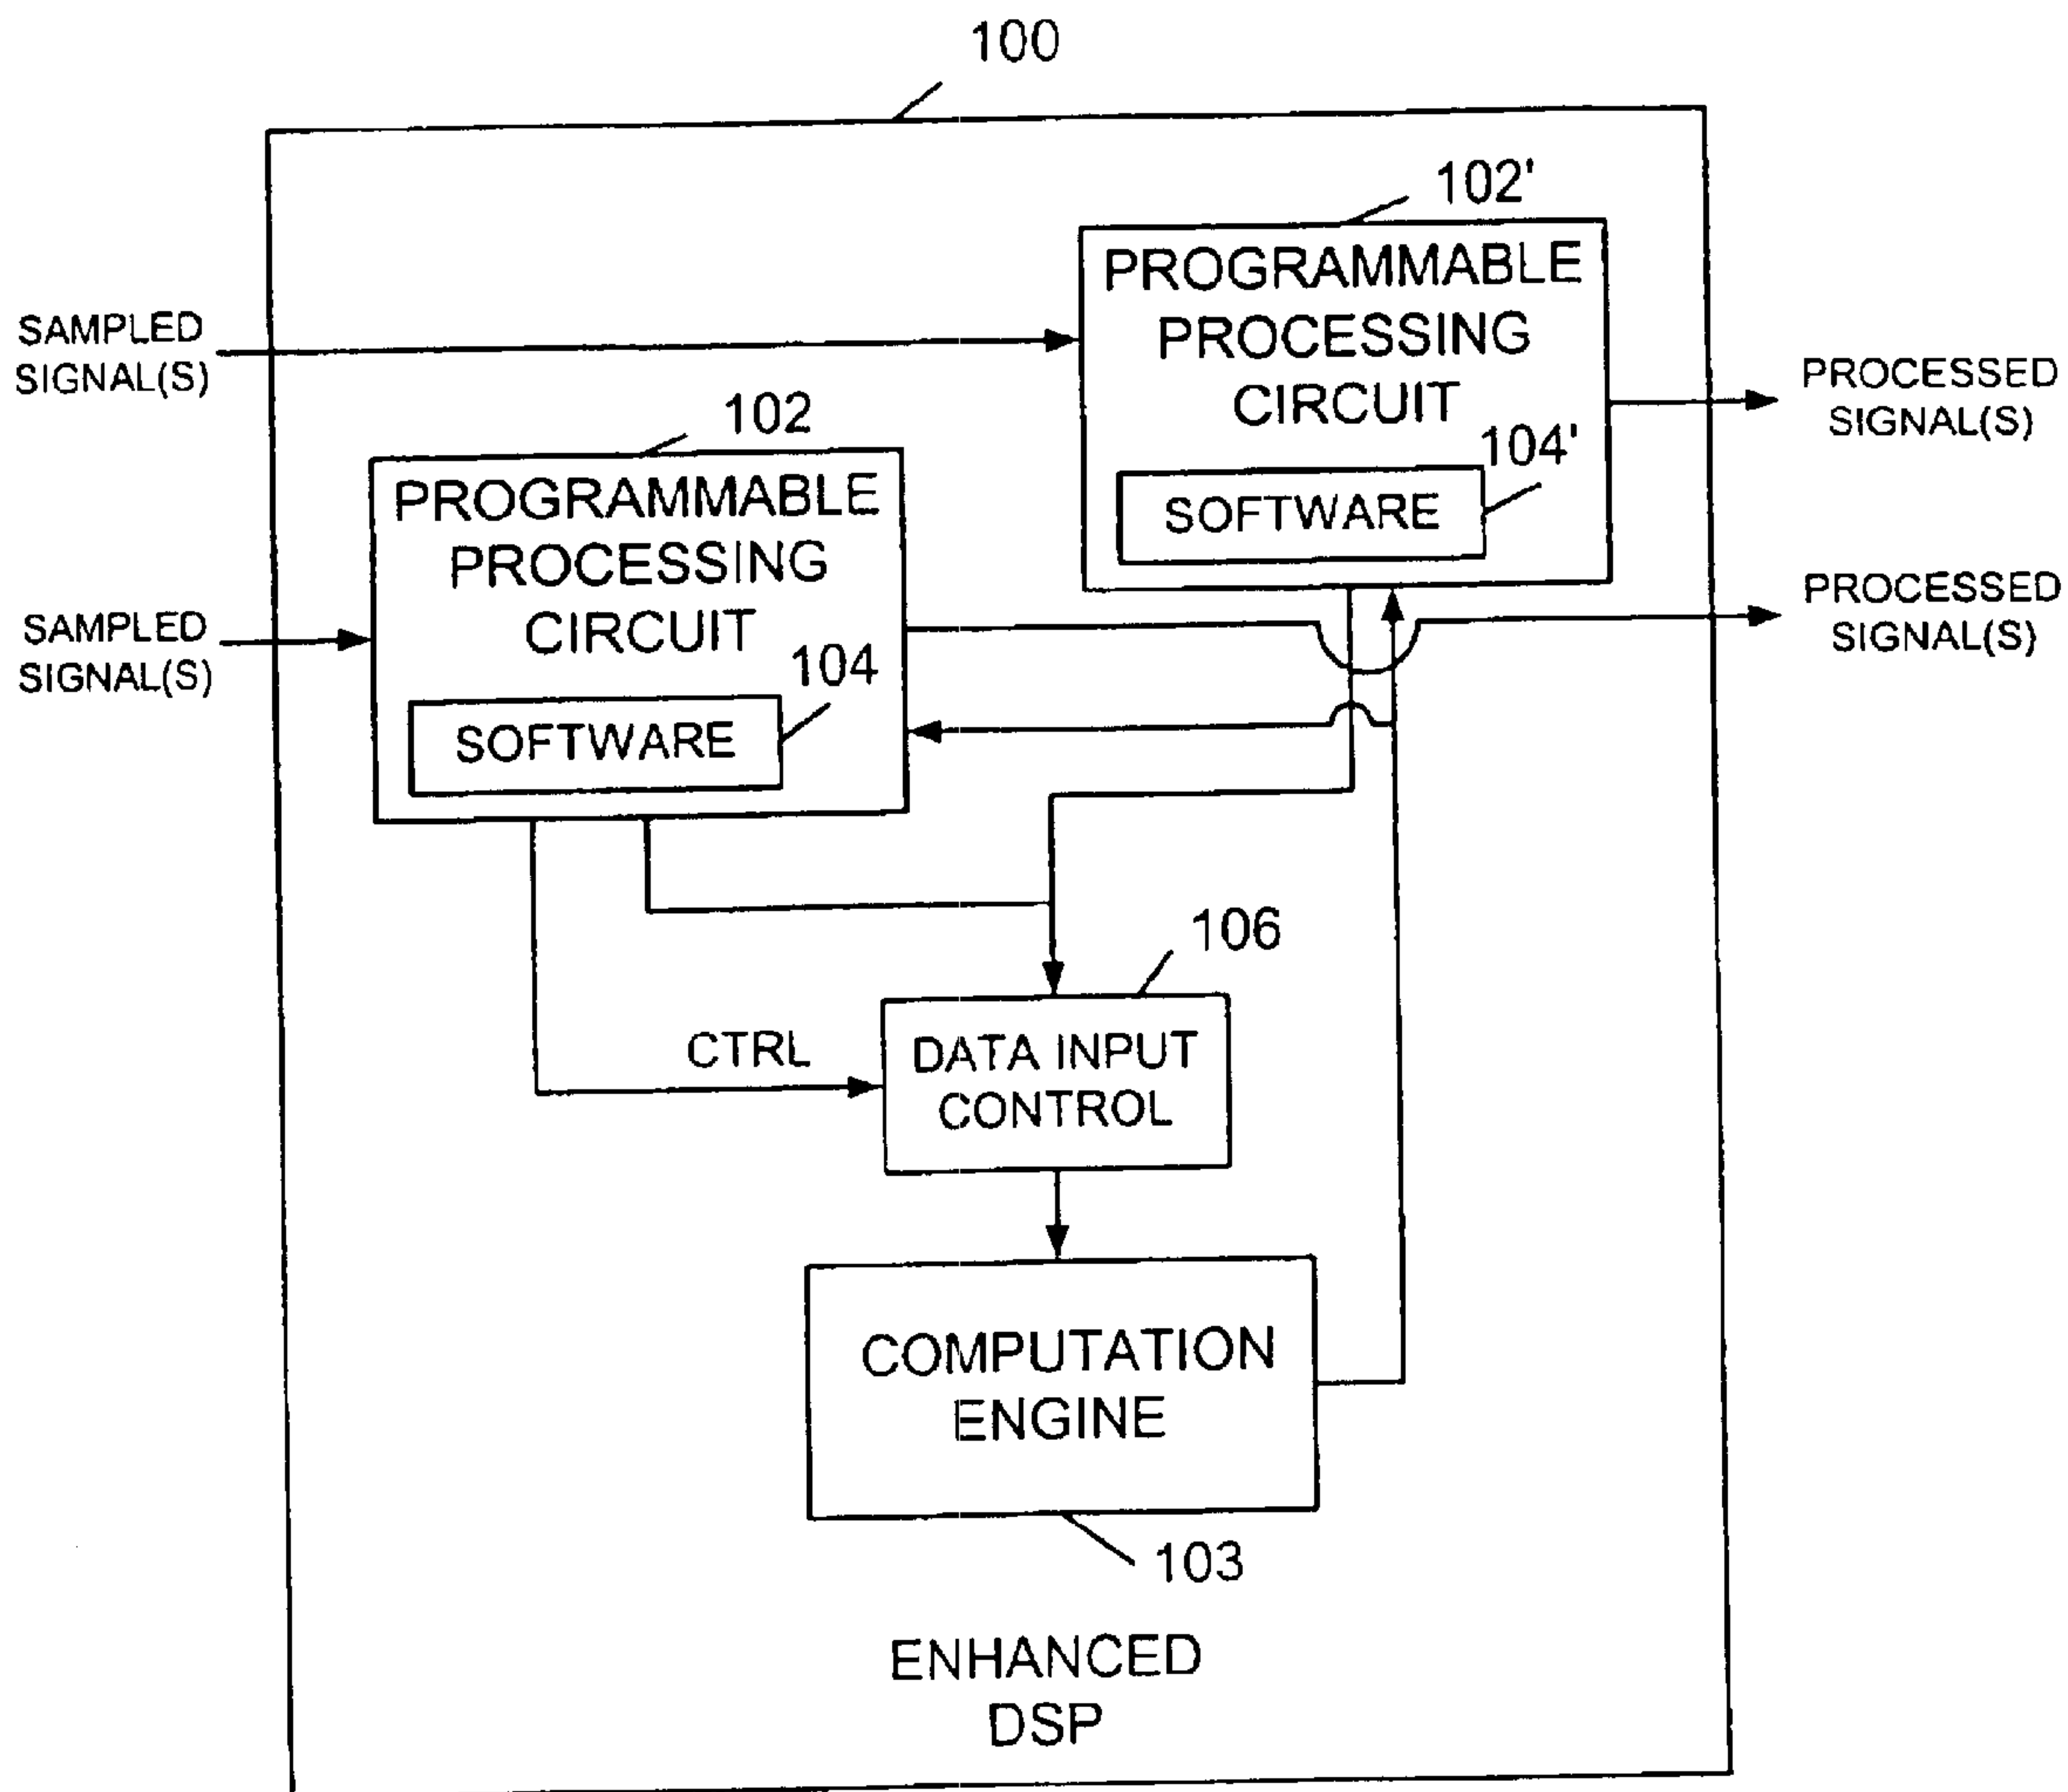 100
102'
PROGRAMMABLE
PROCESSING
CIRCUIT
104'
SOFTWARE
SAMPLED
SIGNAL(S)
PROCESSED
SIGNAL(S)
102
PROGRAMMABLE
PROCESSING
CIRCUIT
104
SOFTWARE
SAMPLED
SIGNAL(S)
PROCESSED
SIGNAL(S)
106
CTRL
DATA INPUT
CONTROL
COMPUTATION
ENGINE
103
ENHANCED
DSP